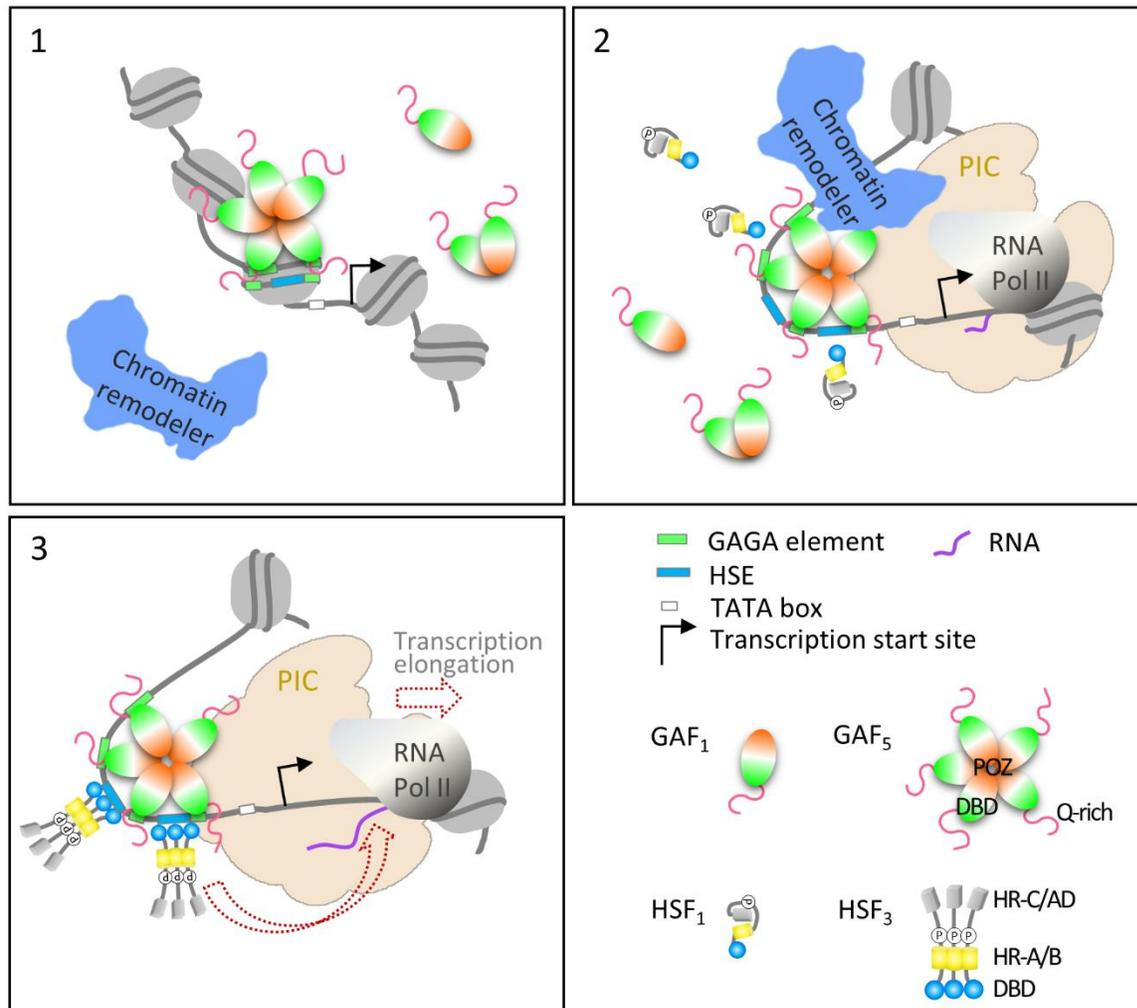 1
Chromatin
remodeler
2
Chromatin
remodeler
PIC
RNA
Pol II
P
P
P
3
Transcription
elongation
PIC
RNA
Pol II
P
P
P
P
P
P
GAGA element
RNA
HSE
TATA box
Transcription start site
GAF1
GAF5
POZ
DBD
Q-rich
HSF1
P
HSF3
HR-C/AD
P P P
HR-A/B
DBD